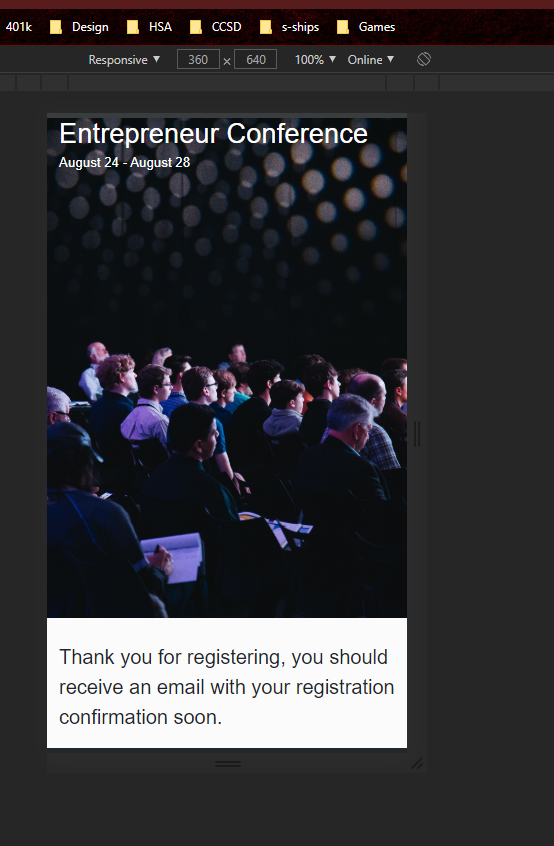 401k Design HSA CCSD s-ships Games
Responsive 360 × 640 100% Online
Entrepreneur Conference
August 24 - August 28
Thank you for registering, you should
receive an email with your registration
confirmation soon.